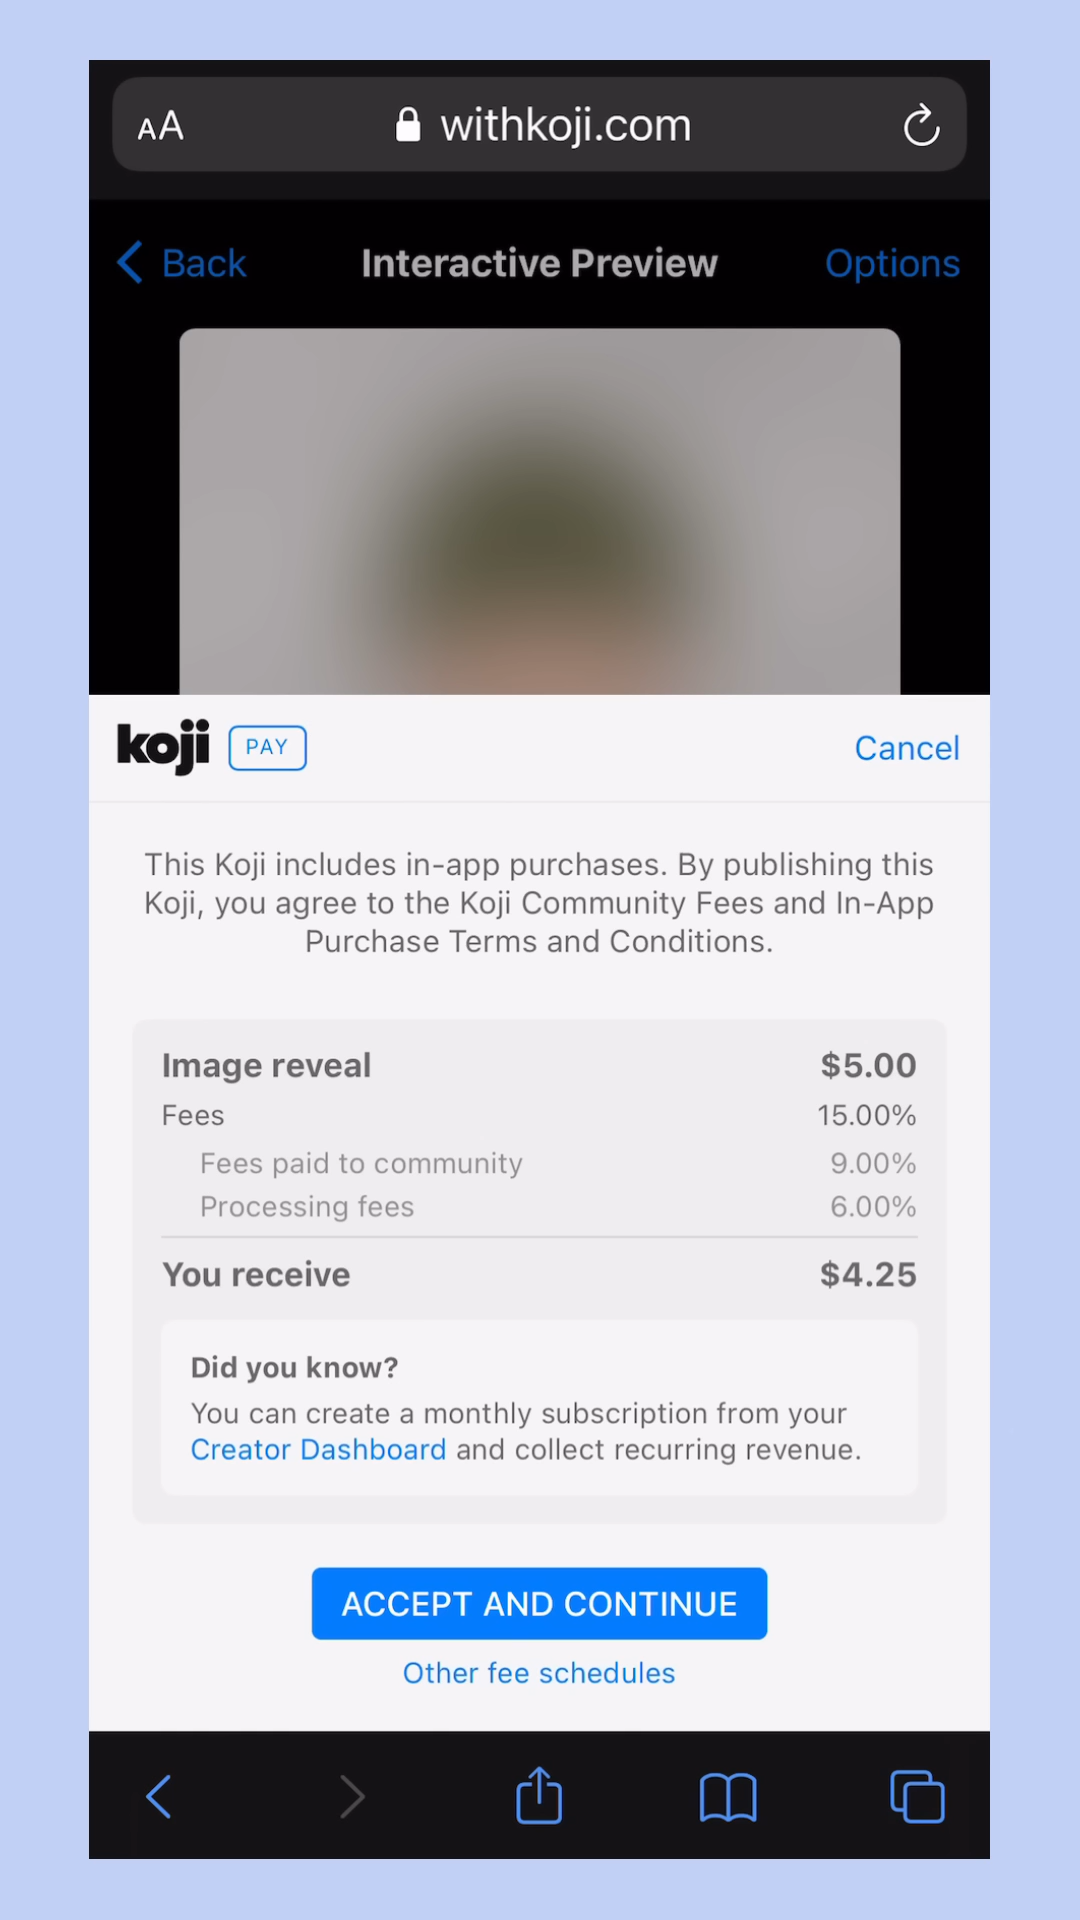 AA withkoji.com
Back Interactive Preview Options
koji PAY Cancel
This Koji includes in-app purchases. By publishing this
Koji, you agree to the Koji Community Fees and In-App
Purchase Terms and Conditions.
Image reveal $5.00
Fees 15.00%
Fees paid to community 9.00%
Processing fees 6.00%
You receive $4.25
Did you know?
You can create a monthly subscription from your
Creator Dashboard and collect recurring revenue.
ACCEPT AND CONTINUE
Other fee schedules